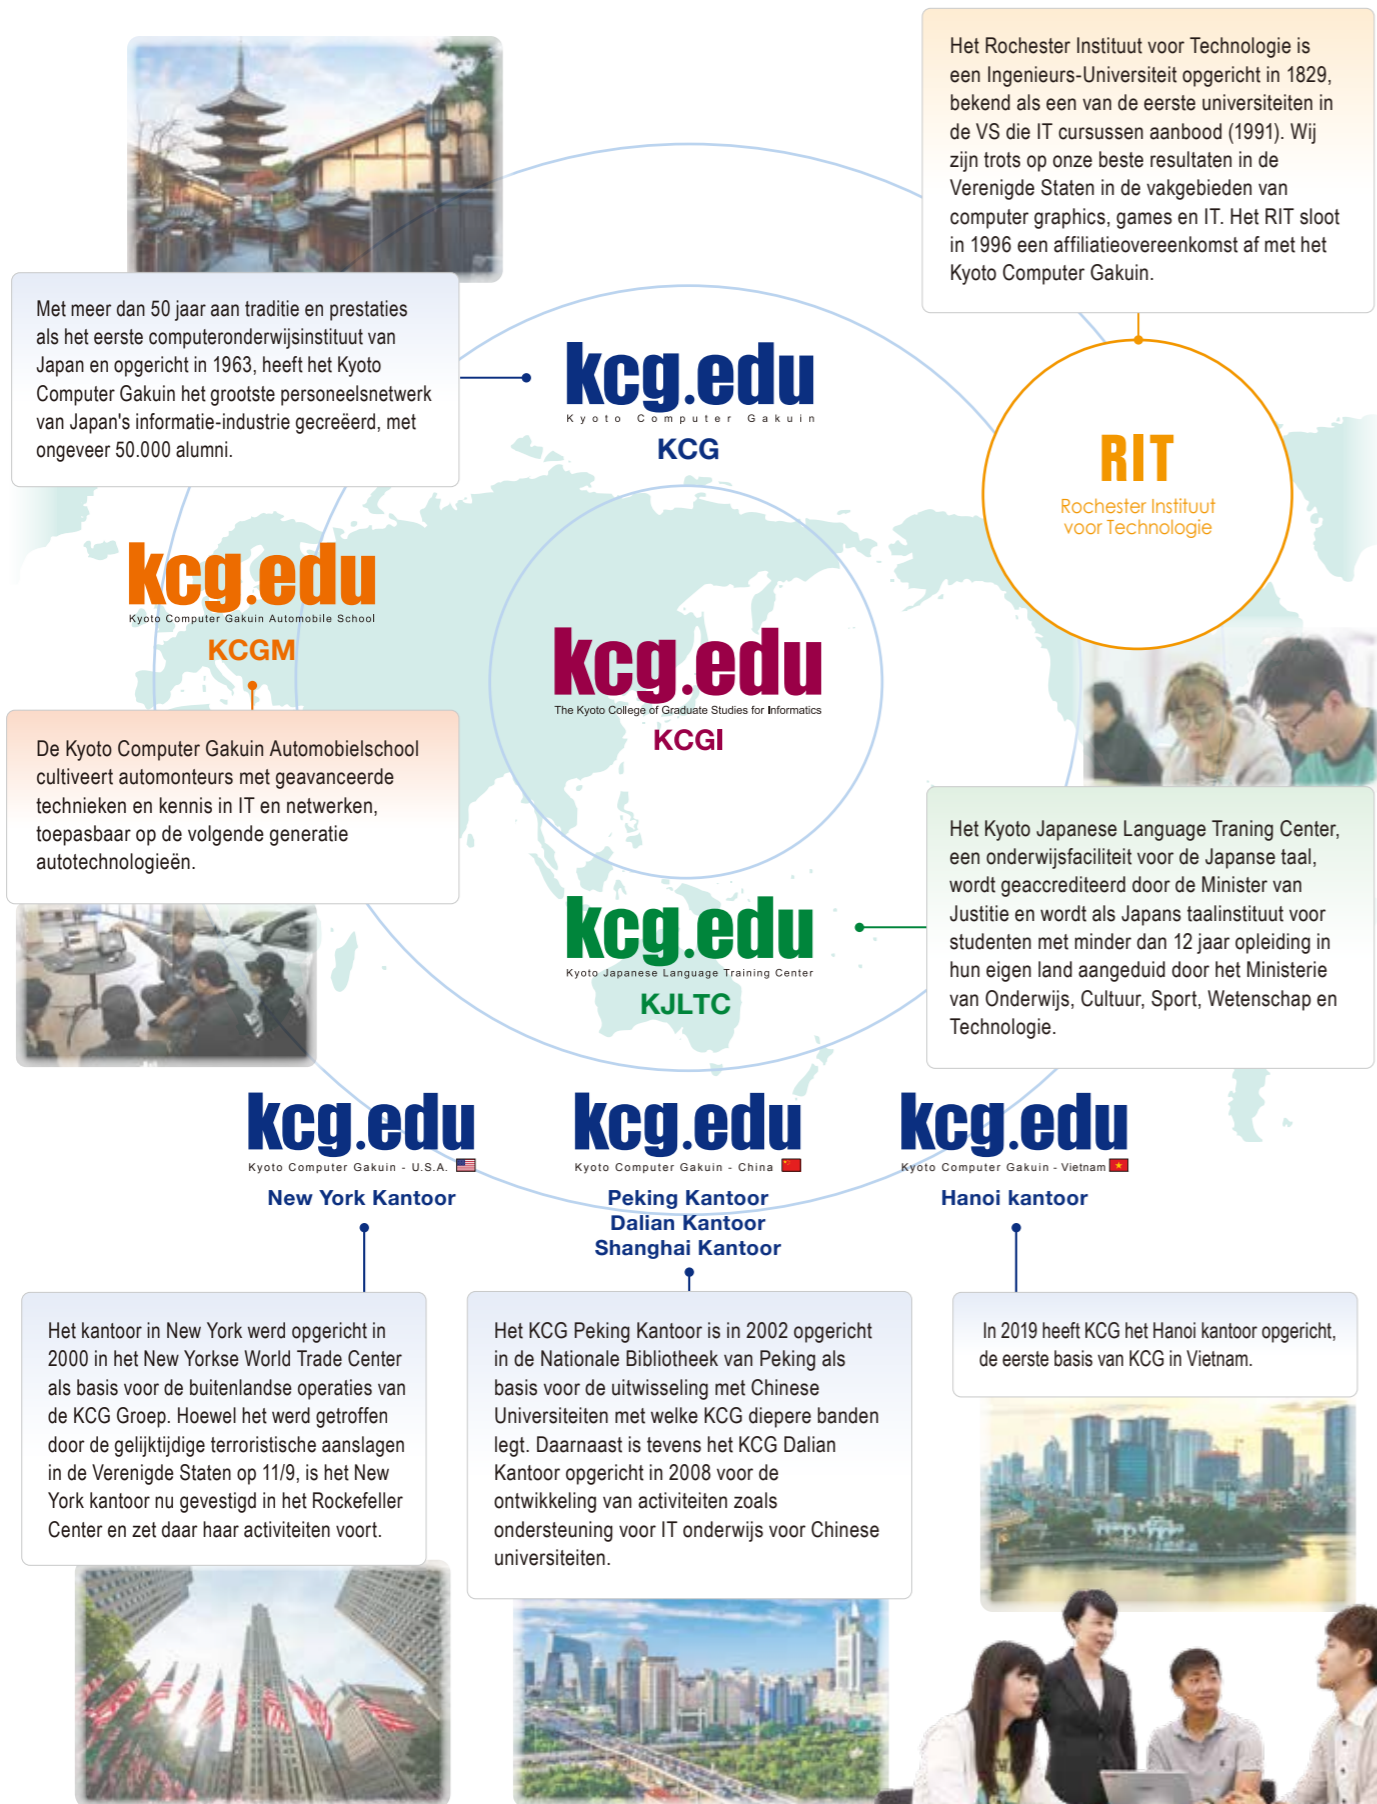 Het Rochester Instituut voor Technologie is
een Ingenieurs-Universiteit opgericht in 1829,
bekend als een van de eerste universiteiten in
de VS die IT cursussen aanbood (1991). Wij
zijn trots op onze beste resultaten in de
Verenigde Staten in de vakgebieden van
computer graphics, games en IT. Het RIT sloot
in 1996 een affiliatieovereenkomst af met het
Kyoto Computer Gakuin.
Met meer dan 50 jaar aan traditie en prestaties
als het eerste computeronderwijsinstituut van
Japan en opgericht in 1963, heeft het Kyoto
Computer Gakuin het grootste personeelsnetwerk
van Japan's informatie-industrie gecreëerd, met
ongeveer 50.000 alumni.
kcg.edu
Kyoto Computer Gakuin
KCG
RIT
Rochester Instituut
voor Technologie
kcg.edu
Kyoto Computer Gakuin Automobile School
KCGM
kcg.edu
The Kyoto College of Graduate Studies for Informatics
KCGI
De Kyoto Computer Gakuin Automobielschool
cultiveert automonteurs met geavanceerde
technieken en kennis in IT en netwerken,
toepasbaar op de volgende generatie
autotechnologieën.
Het Kyoto Japanese Language Traning Center,
een onderwijsfaciliteit voor de Japanse taal,
wordt geaccrediteerd door de Minister van
Justitie en wordt als Japans taalinstituut voor
studenten met minder dan 12 jaar opleiding in
hun eigen land aangeduid door het Ministerie
van Onderwijs, Cultuur, Sport, Wetenschap en
Technologie.
kcg.edu
Kyoto Japanese Language Training Center
KJLTC
kcg.edu
Kyoto Computer Gakuin - U.S.A.
New York Kantoor
kcg.edu
Kyoto Computer Gakuin - China
Peking Kantoor
Dalian Kantoor
Shanghai Kantoor
kcg.edu
Kyoto Computer Gakuin - Vietnam
Hanoi kantoor
Het kantoor in New York werd opgericht in
2000 in het New Yorkse World Trade Center
als basis voor de buitenlandse operaties van
de KCG Groep. Hoewel het werd getroffen
door de gelijktijdige terroristische aanslagen
in de Verenigde Staten op 11/9, is het New
York kantoor nu gevestigd in het Rockefeller
Center en zet daar haar activiteiten voort.
Het KCG Peking Kantoor is in 2002 opgericht
in de Nationale Bibliotheek van Peking als
basis voor de uitwisseling met Chinese
Universiteiten met welke KCG diepere banden
legt. Daarnaast is tevens het KCG Dalian
Kantoor opgericht in 2008 voor de
ontwikkeling van activiteiten zoals
ondersteuning voor IT onderwijs voor Chinese
universiteiten.
In 2019 heeft KCG het Hanoi kantoor opgericht,
de eerste basis van KCG in Vietnam.